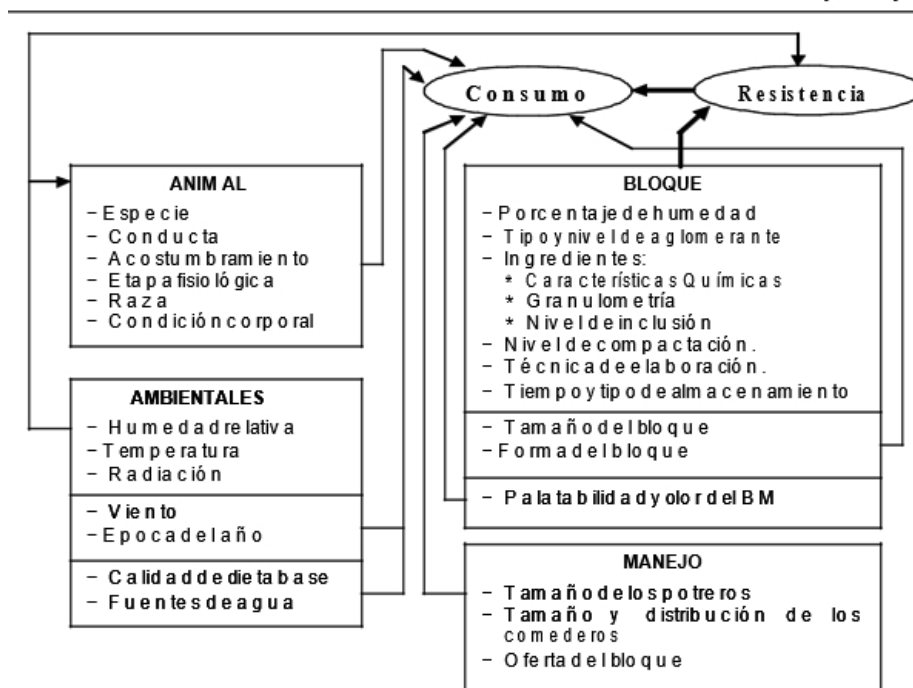 Consumo
Resistencia
ANIMAL
– Especie
– Conducta
– Acostumbramiento
– Etapa fisiológica
– Raza
– Condición corporal
AMBIENTALES
– Humedad relativa
– Temperatura
– Radiación
– Viento
– Epoca del año
– Calidad de dieta base
– Fuentes de agua
BLOQUE
– Porcentaje de humedad
– Tipo y nivel de aglomerante
– Ingredientes:
* Características Químicas
* Granulometría
* Nivel de inclusión
– Nivel de compactación.
– Técnica de elaboración.
– Tiempo y tipo de almacenamiento
– Tamaño del bloque
– Forma del bloque
– Palatabilidad y olor del BM
MANEJO
– Tamaño de los potreros
– Tamaño y distribución de los
comederos
– Oferta del bloque